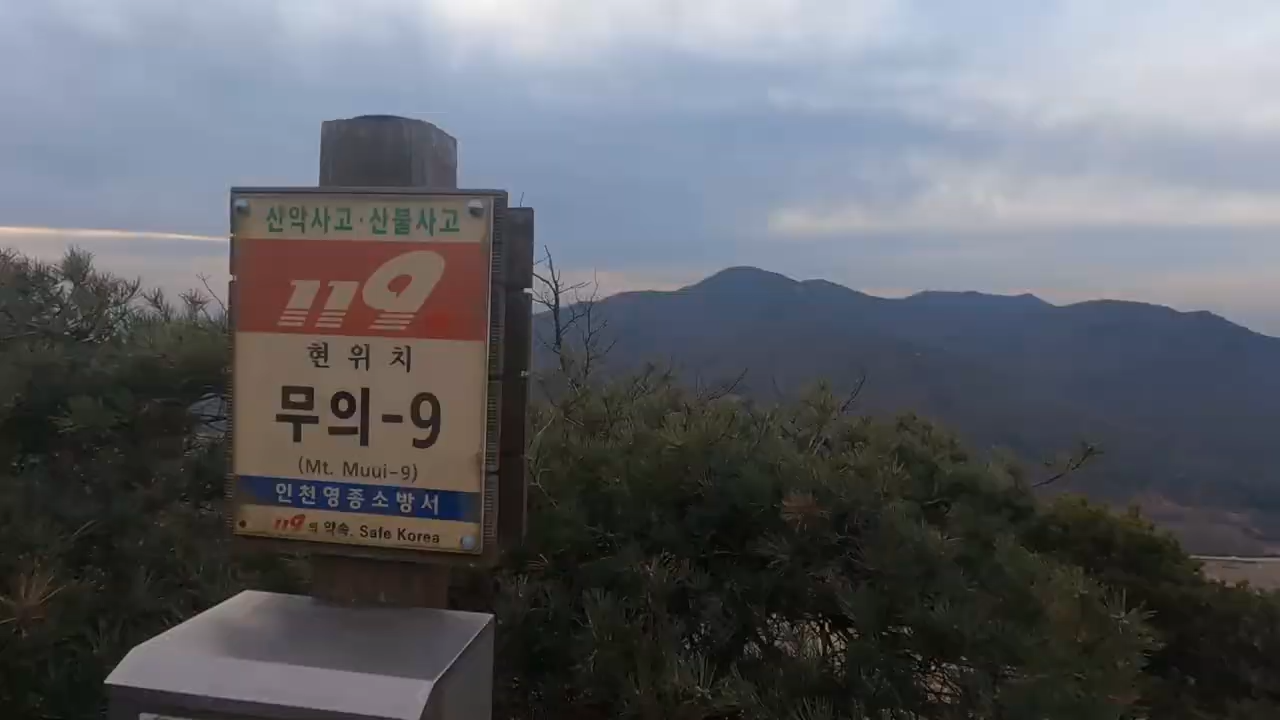 산악사고·산불사고
119
현 위 치
무의-9
(Mt. Muui-9)
인천영종소방서
119의 약속, Safe Korea